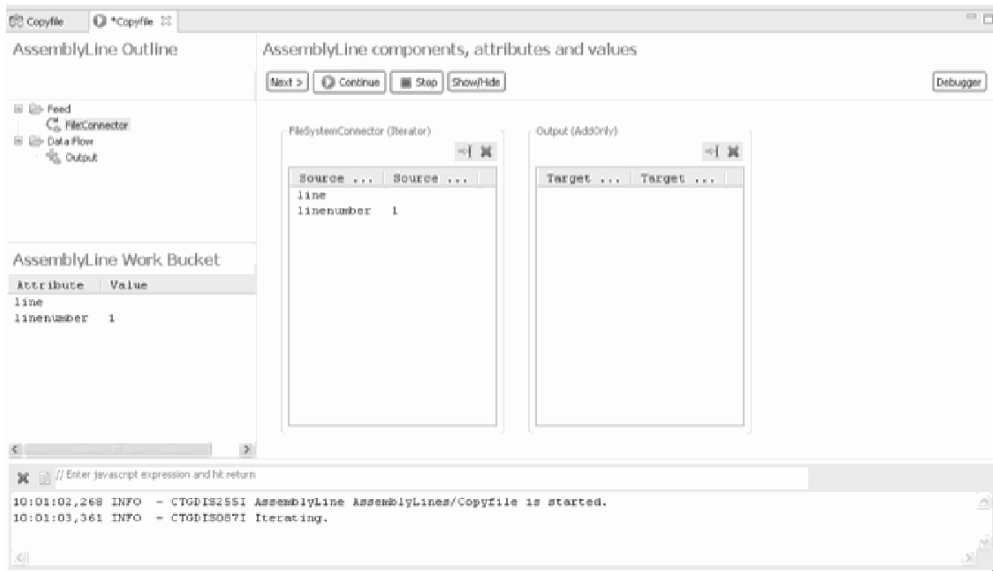 Copyfile
*Copyfile
AssemblyLine Outline
AssemblyLine components, attributes and values
Next >
Continue
Stop
Show/Hide
Debugger
Feed
FileConnector
Data Flow
Output
FileSystemConnector (Iterator)
Output (AddOnly)
Source ... Source ...
line
linenumber 1
Target ... Target ...
AssemblyLine Work Bucket
Attribute Value
line
linenumber 1
// Enter javascript expression and hit return
10:01:02,268 INFO - CTGDIS255I AssemblyLine AssemblyLines/Copyfile is started.
10:01:03,361 INFO - CTGDIS087I Iterating.